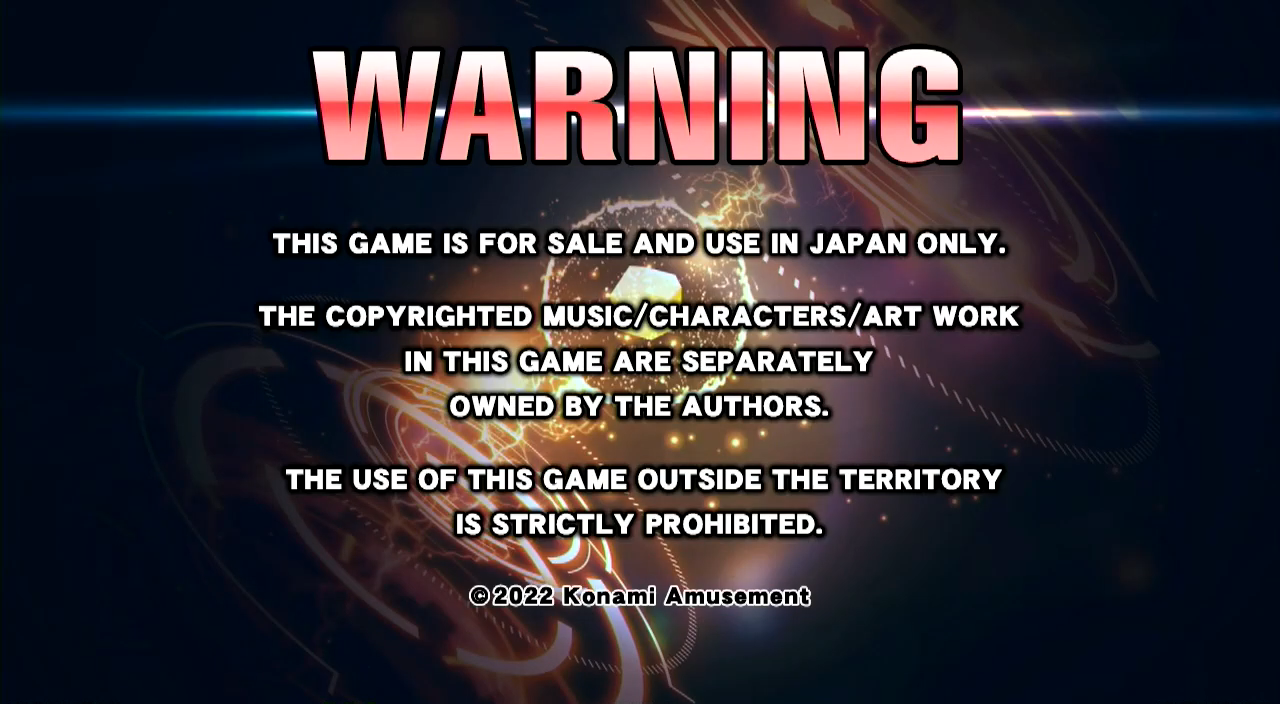 WARNING
THIS GAME IS FOR SALE AND USE IN JAPAN ONLY.
THE COPYRIGHTED MUSIC/CHARACTERS/ART WORK
IN THIS GAME ARE SEPARATELY
OWNED BY THE AUTHORS.
THE USE OF THIS GAME OUTSIDE THE TERRITORY
IS STRICTLY PROHIBITED.
©2022 Konami Amusement